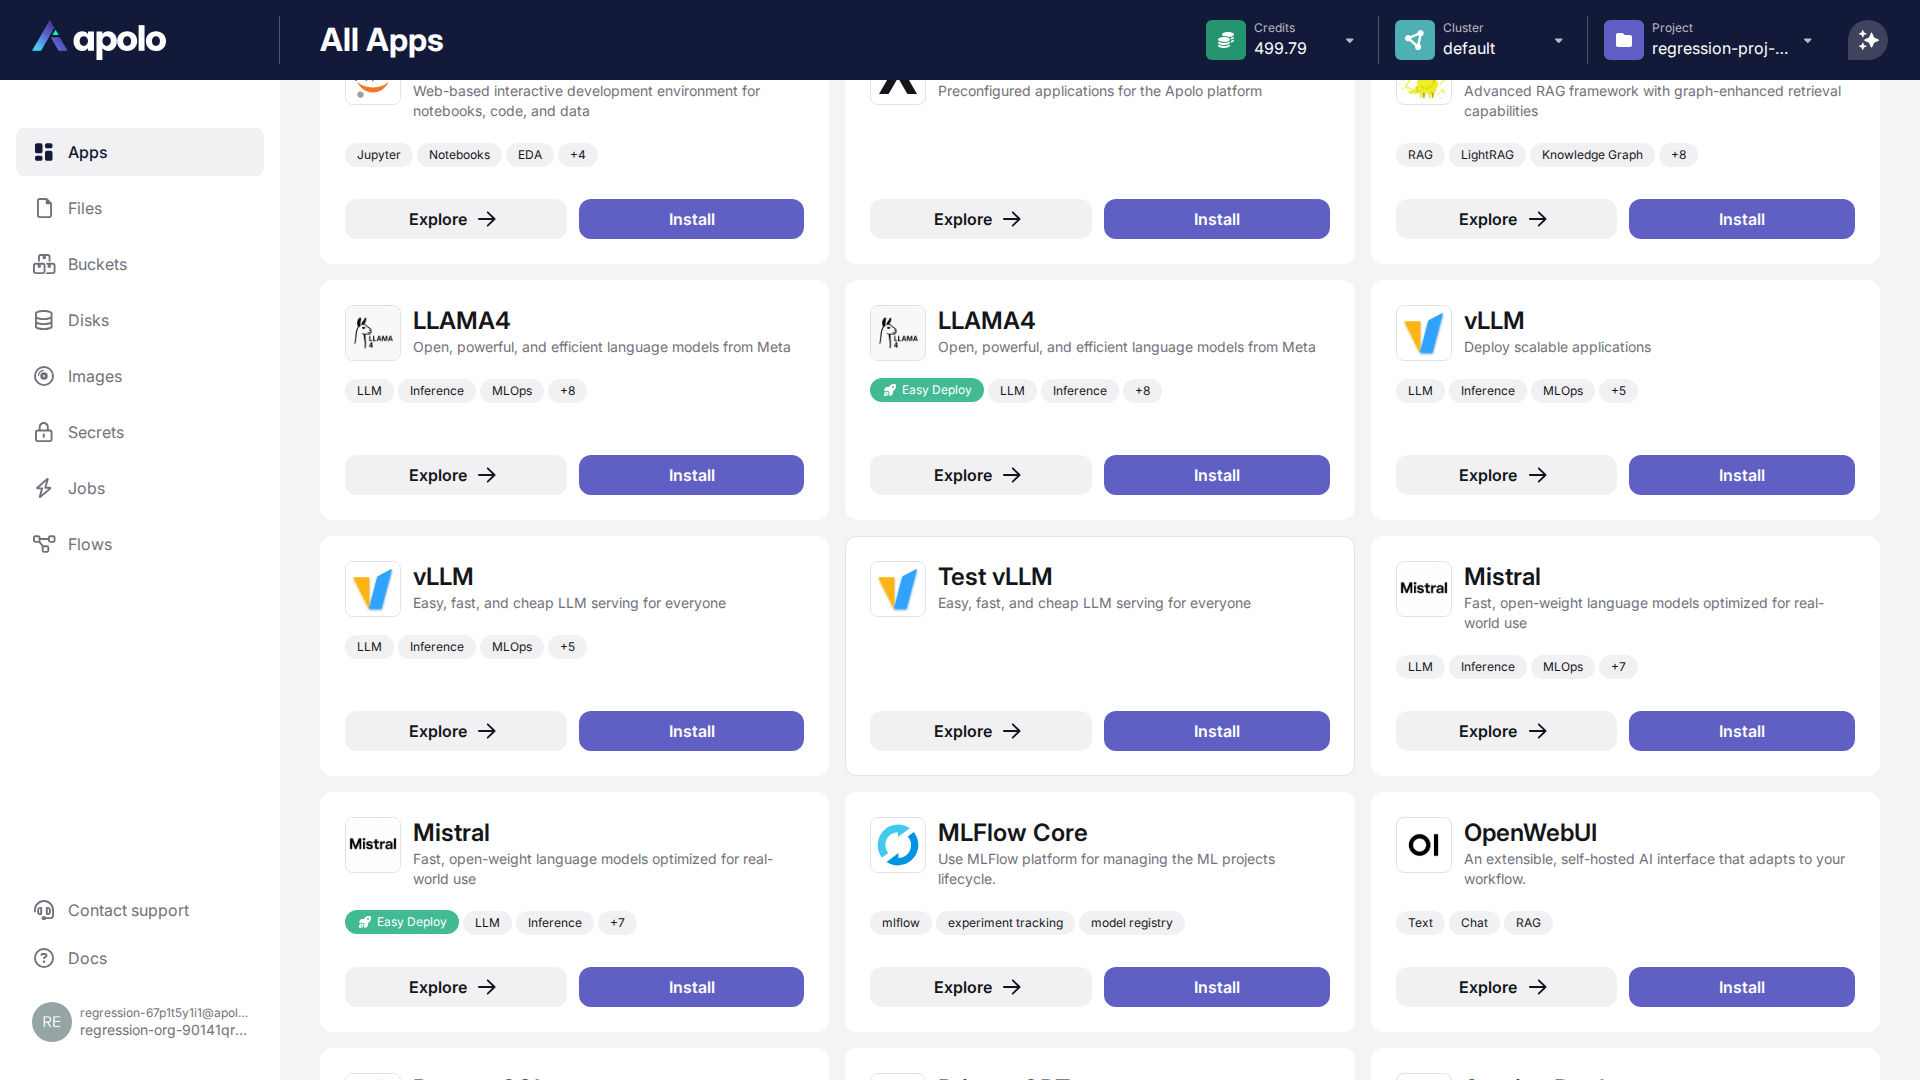 apolo
All Apps
Credits
499.79
Cluster
default
Project
regression-proj-...
Apps
Files
Buckets
Disks
Images
Secrets
Jobs
Flows
Contact support
Docs
RE
regression-67p1t5y1i1@apol...
regression-org-90141qr...
Web-based interactive development environment for
notebooks, code, and data
Jupyter
Notebooks
EDA
+4
Explore
Install
Preconfigured applications for the Apolo platform
Explore
Install
Advanced RAG framework with graph-enhanced retrieval
capabilities
RAG
LightRAG
Knowledge Graph
+8
Explore
Install
LLAMA
4
LLAMA4
Open, powerful, and efficient language models from Meta
LLM
Inference
MLOps
+8
Explore
Install
LLAMA
4
LLAMA4
Open, powerful, and efficient language models from Meta
Easy Deploy
LLM
Inference
+8
Explore
Install
vLLM
Deploy scalable applications
LLM
Inference
MLOps
+5
Explore
Install
vLLM
Easy, fast, and cheap LLM serving for everyone
LLM
Inference
MLOps
+5
Explore
Install
Test vLLM
Easy, fast, and cheap LLM serving for everyone
Explore
Install
Mistral
Mistral
Fast, open-weight language models optimized for real-
world use
LLM
Inference
MLOps
+7
Explore
Install
Mistral
Mistral
Fast, open-weight language models optimized for real-
world use
Easy Deploy
LLM
Inference
+7
Explore
Install
MLFlow Core
Use MLFlow platform for managing the ML projects
lifecycle.
mlflow
experiment tracking
model registry
Explore
Install
OI
OpenWebUI
An extensible, self-hosted AI interface that adapts to your
workflow.
Text
Chat
RAG
Explore
Install